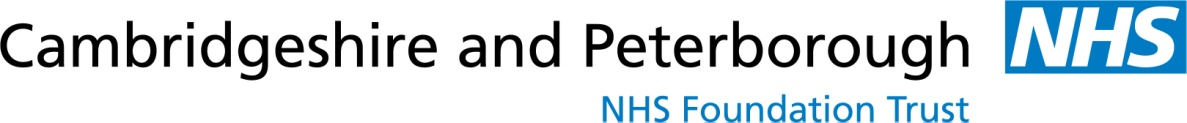 Cambridgeshire and Peterborough NHS
NHS Foundation Trust